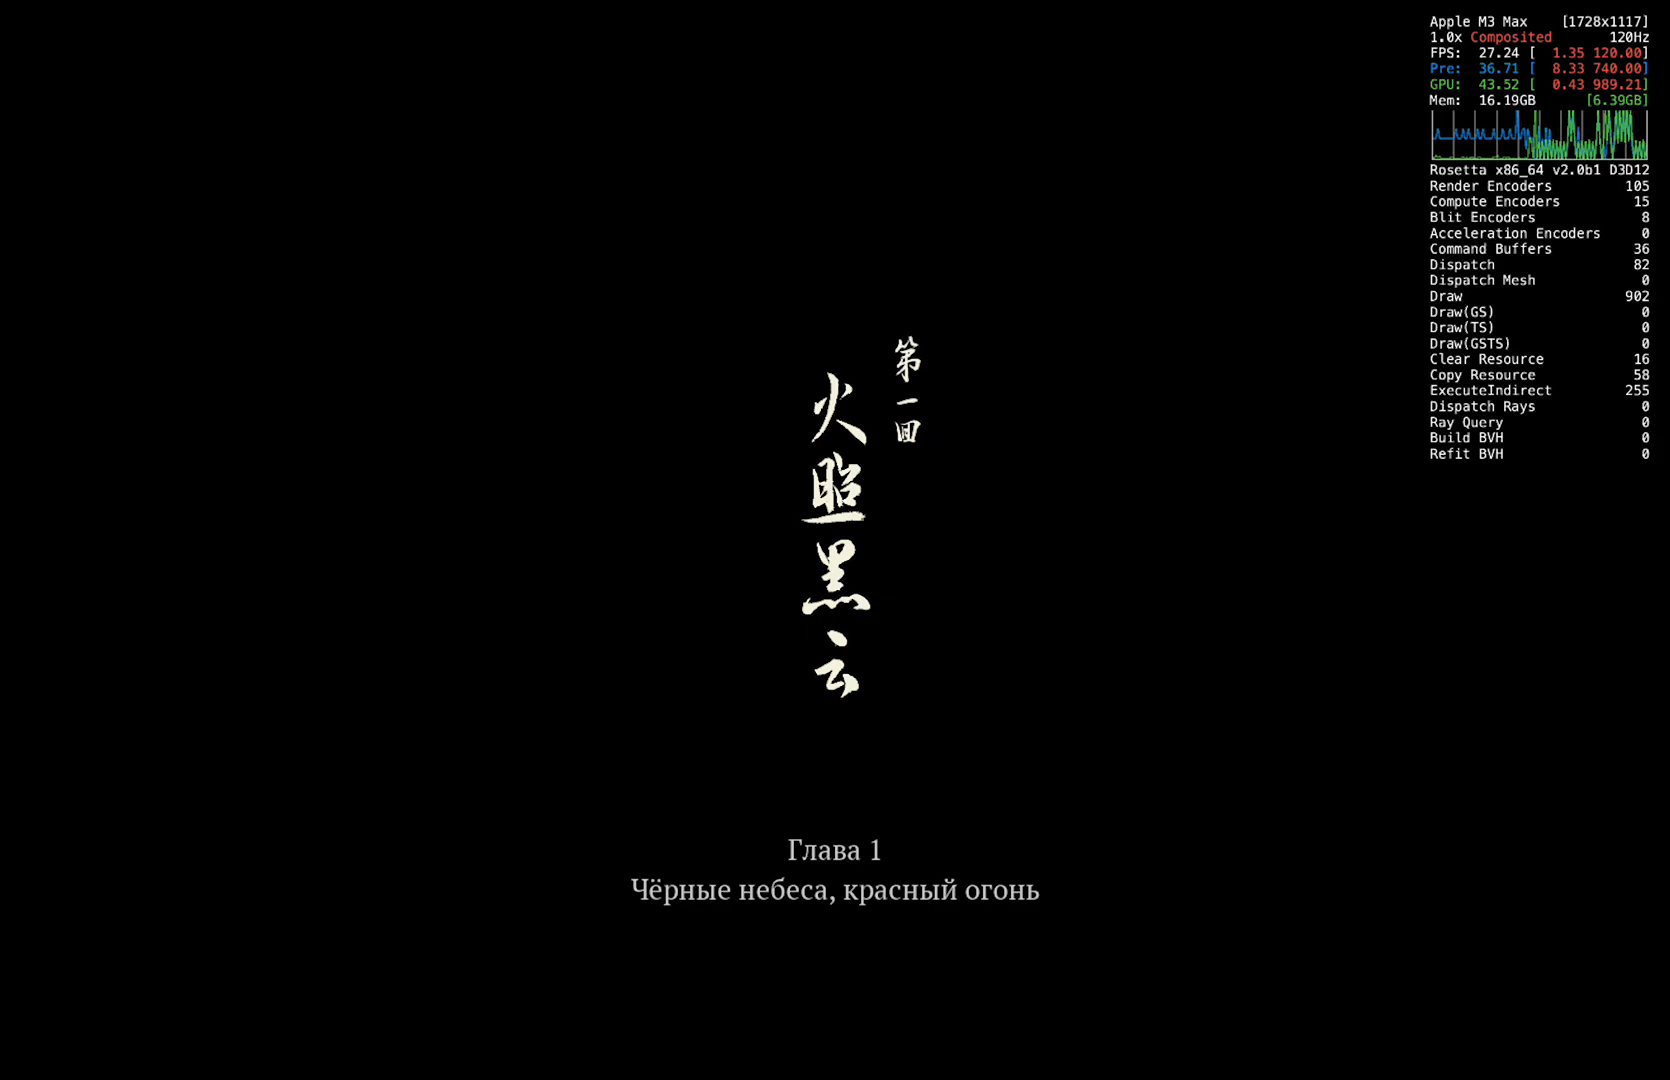 第一回
火照黑云
Глава 1
Чёрные небеса, красный огонь
Apple M3 Max [1728x1117]
1.0x Composited 120Hz
FPS: 27.24 [ 1.35 120.00]
Pre: 36.71 [ 8.33 740.00]
GPU: 43.52 [ 0.43 989.21]
Mem: 16.19GB [6.39GB]
Rosetta x86_64 v2.0b1 D3D12
Render Encoders 105
Compute Encoders 15
Blit Encoders 8
Acceleration Encoders 0
Command Buffers 36
Dispatch 82
Dispatch Mesh 0
Draw 902
Draw(GS) 0
Draw(TS) 0
Draw(GSTS) 0
Clear Resource 16
Copy Resource 58
ExecuteIndirect 255
Dispatch Rays 0
Ray Query 0
Build BVH 0
Refit BVH 0